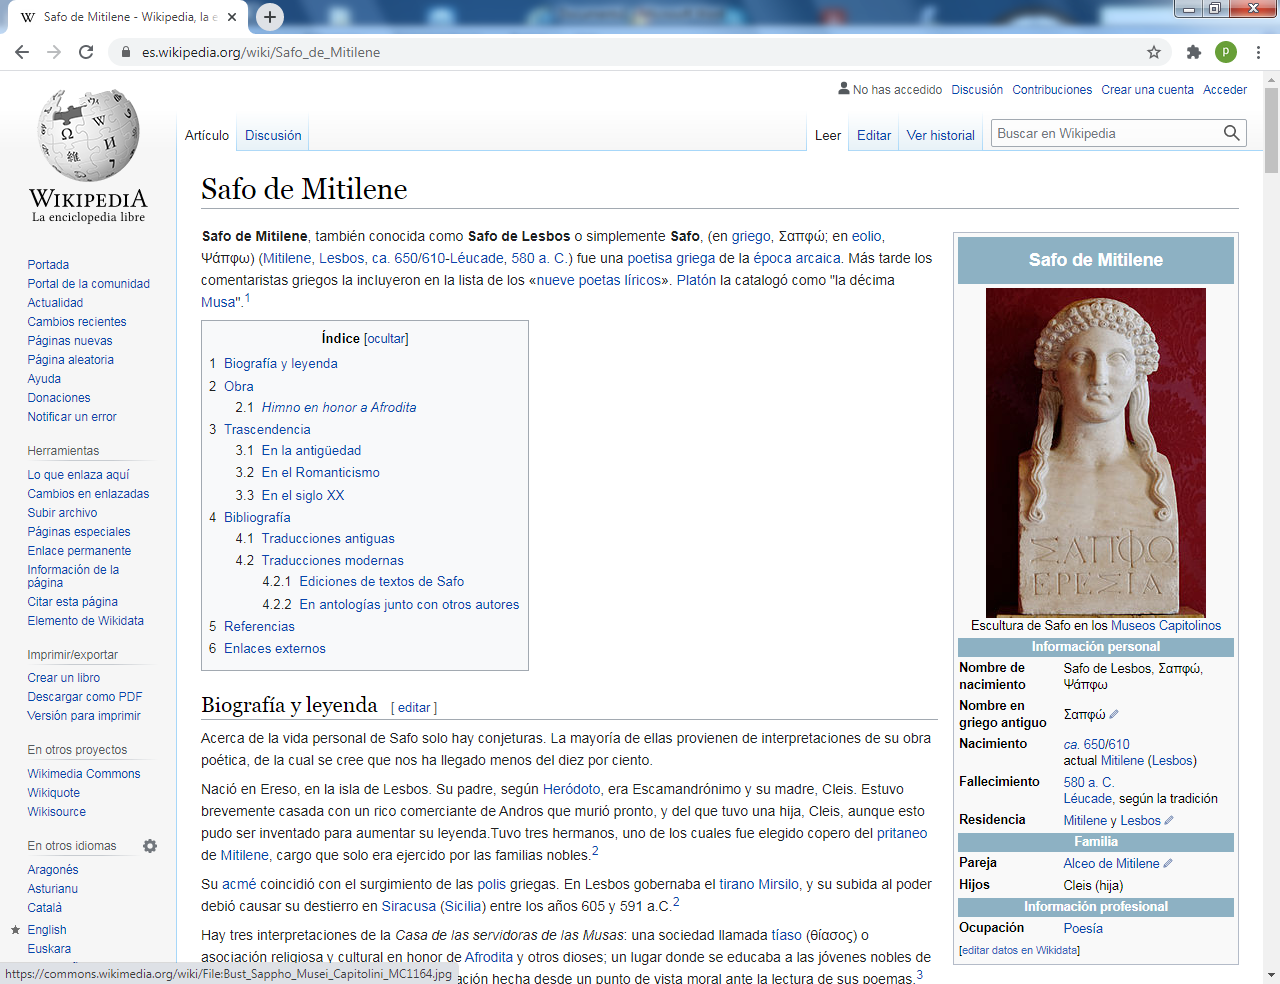 Safo de Mitilene - Wikipedia, la e
es.wikipedia.org/wiki/Safo_de_Mitilene
p
No has accedido Discusión Contribuciones Crear una cuenta Acceder
WIKIPEDIA
La enciclopedia libre
Artículo Discusión Leer Editar Ver historial Buscar en Wikipedia
Portada
Portal de la comunidad
Actualidad
Cambios recientes
Páginas nuevas
Página aleatoria
Ayuda
Donaciones
Notificar un error
Herramientas
Lo que enlaza aquí
Cambios en enlazadas
Subir archivo
Páginas especiales
Enlace permanente
Información de la
página
Citar esta página
Elemento de Wikidata
Imprimir/exportar
Crear un libro
Descargar como PDF
Versión para imprimir
En otros proyectos
Wikimedia Commons
Wikiquote
Wikisource
En otros idiomas
Aragonés
Asturianu
Català
English
Euskara
Safo de Mitilene
Safo de Mitilene, también conocida como Safo de Lesbos o simplemente Safo, (en griego, Σαπφώ; en eolio,
Ψάπφω) (Mitilene, Lesbos, ca. 650/610-Léucade, 580 a. C.) fue una poetisa griega de la época arcaica. Más tarde los
comentaristas griegos la incluyeron en la lista de los «nueve poetas líricos». Platón la catalogó como "la décima
Musa".1
Índice [ocultar]
1 Biografía y leyenda
2 Obra
2.1 Himno en honor a Afrodita
3 Trascendencia
3.1 En la antigüedad
3.2 En el Romanticismo
3.3 En el siglo XX
4 Bibliografía
4.1 Traducciones antiguas
4.2 Traducciones modernas
4.2.1 Ediciones de textos de Safo
4.2.2 En antologías junto con otros autores
5 Referencias
6 Enlaces externos
Biografía y leyenda [ editar ]
Acerca de la vida personal de Safo solo hay conjeturas. La mayoría de ellas provienen de interpretaciones de su obra
poética, de la cual se cree que nos ha llegado menos del diez por ciento.
Nació en Ereso, en la isla de Lesbos. Su padre, según Heródoto, era Escamandrónimo y su madre, Cleis. Estuvo
brevemente casada con un rico comerciante de Andros que murió pronto, y del que tuvo una hija, Cleis, aunque esto
pudo ser inventado para aumentar su leyenda.Tuvo tres hermanos, uno de los cuales fue elegido copero del pritaneo
de Mitilene, cargo que solo era ejercido por las familias nobles.2
Su acmé coincidió con el surgimiento de las polis griegas. En Lesbos gobernaba el tirano Mirsilo, y su subida al poder
debió causar su destierro en Siracusa (Sicilia) entre los años 605 y 591 a.C.2
Hay tres interpretaciones de la Casa de las servidoras de las Musas: una sociedad llamada tíaso (θίασος) o
asociación religiosa y cultural en honor de Afrodita y otros dioses; un lugar donde se educaba a las jóvenes nobles de
ación hecha desde un punto de vista moral ante la lectura de sus poemas.3
Safo de Mitilene
ΣΑΠΦΩ
ΕΡΕΣΙΑ
Escultura de Safo en los Museos Capitolinos
Información personal
Nombre de nacimiento Safo de Lesbos, Σαπφώ, Ψάπφω
Nombre en griego antiguo Σαπφώ
Nacimiento ca. 650/610
actual Mitilene (Lesbos)
Fallecimiento 580 a. C.
Léucade, según la tradición
Residencia Mitilene y Lesbos
Familia
Pareja Alceo de Mitilene
Hijos Cleis (hija)
Información profesional
Ocupación Poesía
[editar datos en Wikidata]
https://commons.wikimedia.org/wiki/File:Bust_Sappho_Musei_Capitolini_MC1164.jpg